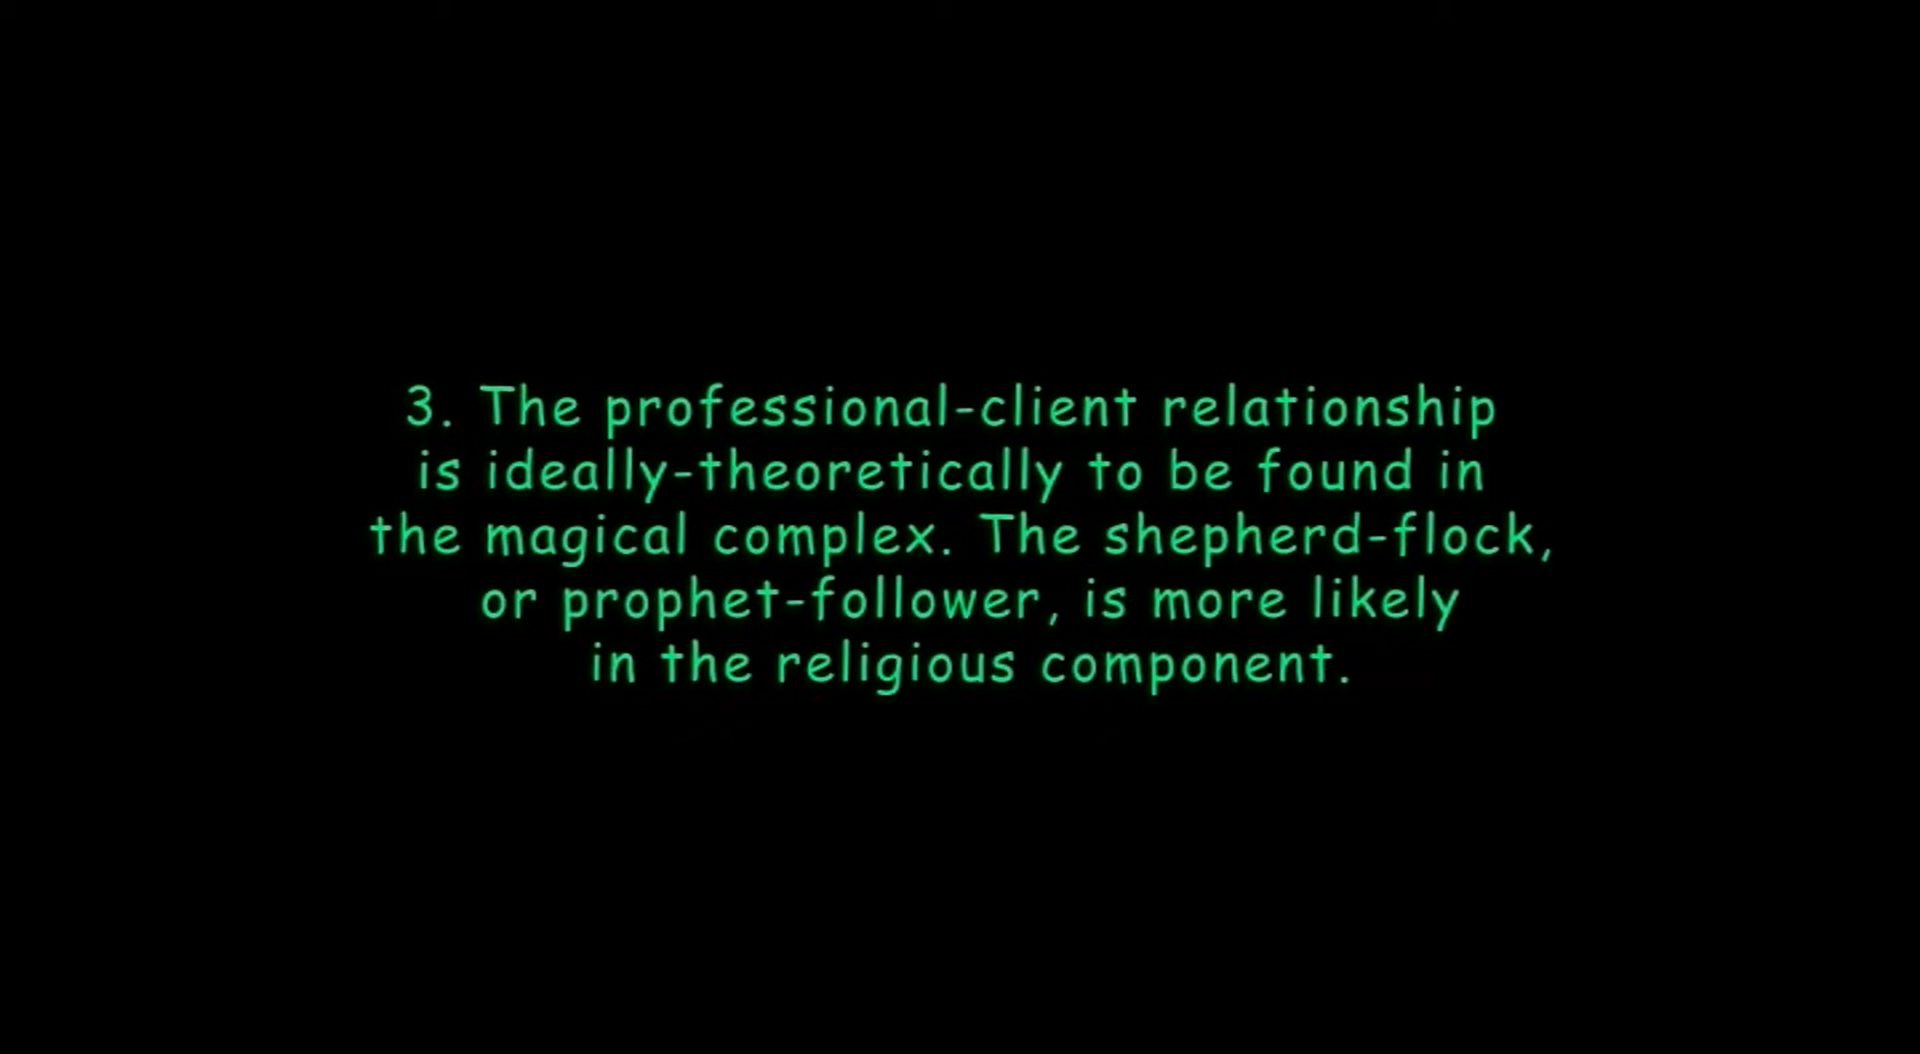 3. The professional-client relationship
is ideally-theoretically to be found in
the magical complex. The shepherd-flock,
or prophet-follower, is more likely
in the religious component.